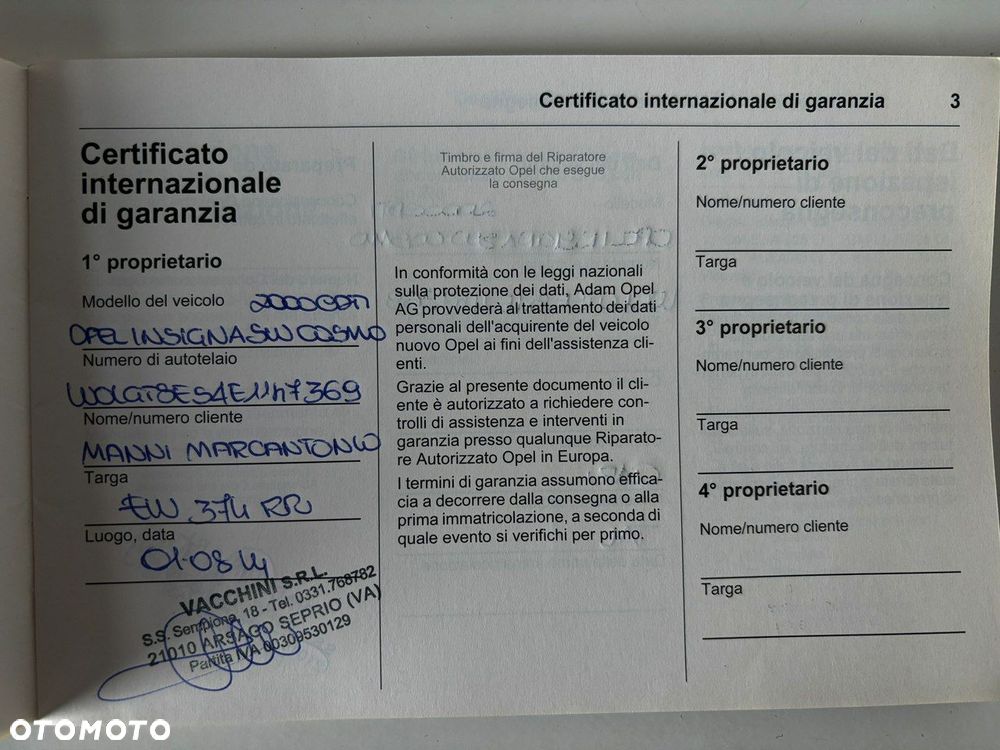 Certificato internazionale di garanzia 3
Certificato
internazionale
di garanzia
1° proprietario
Modello del veicolo 2000CDTI
OPEL INSIGNA SW COSMO
Numero di autotelaio
Nome/numero cliente
MANNI MARCANTONIO
Targa
374
Luogo, data
01-08 14
VACCHINI S.R.L.
S.S. Sempione, 18 - Tel. 0331.768782
21010 ARSAGO SEPRIO (VA)
Partita IVA 00309530129
Timbro e firma del Riparatore
Autorizzato Opel che esegue
la consegna
In conformità con le leggi nazionali
sulla protezione dei dati, Adam Opel
AG provvederà al trattamento dei dati
personali dell'acquirente del veicolo
nuovo Opel ai fini dell'assistenza cli-
enti.
Grazie al presente documento il cli-
ente è autorizzato a richiedere con-
trolli di assistenza e interventi in
garanzia presso qualunque Riparato-
re Autorizzato Opel in Europa.
I termini di garanzia assumono effica-
cia a decorrere dalla consegna o alla
prima immatricolazione, a seconda di
quale evento si verifichi per primo.
2° proprietario
Nome/numero cliente
Targa
3° proprietario
Nome/numero cliente
Targa
4° proprietario
Nome/numero cliente
Targa
OTOMOTO